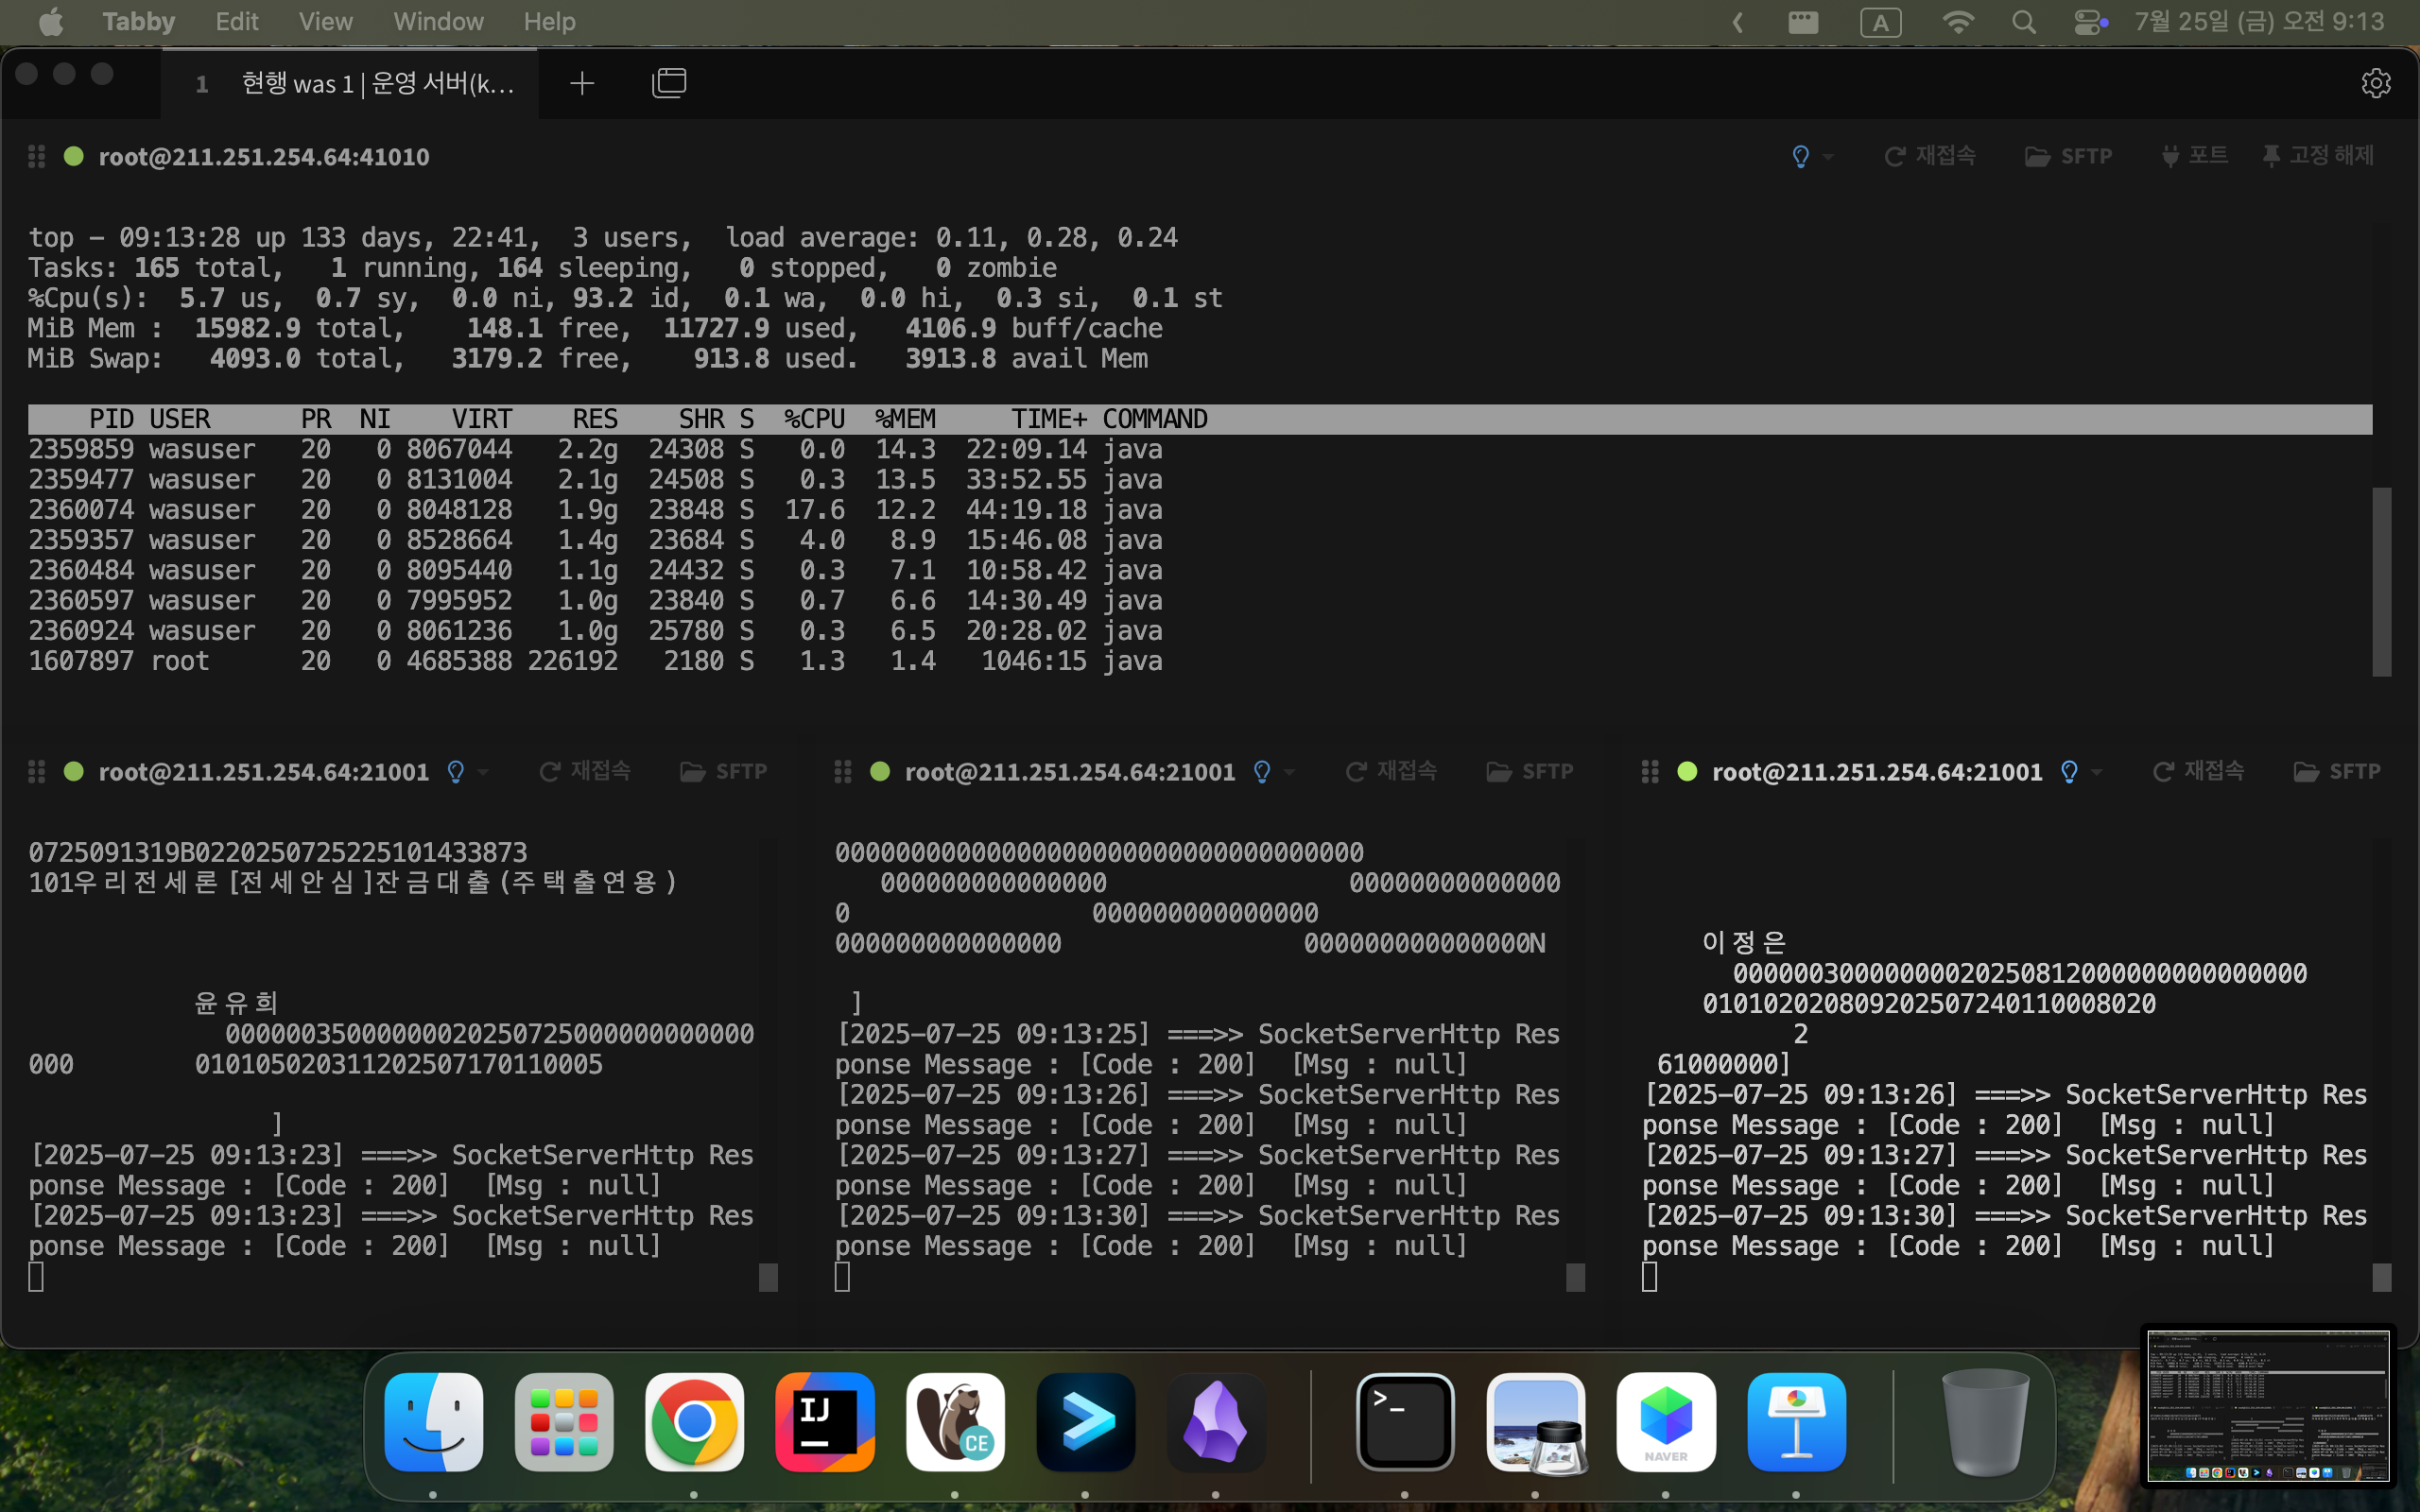 Tabby Edit View Window Help A 7월 25일 (금) 오전 9:13
1 현행 was 1 | 운영 서버(k...
root@211.251.254.64:41010 재접속 SFTP 포트 고정 해제
top - 09:13:28 up 133 days, 22:41, 3 users, load average: 0.11, 0.28, 0.24
Tasks: 165 total, 1 running, 164 sleeping, 0 stopped, 0 zombie
%Cpu(s): 5.7 us, 0.7 sy, 0.0 ni, 93.2 id, 0.1 wa, 0.0 hi, 0.3 si, 0.1 st
MiB Mem : 15982.9 total, 148.1 free, 11727.9 used, 4106.9 buff/cache
MiB Swap: 4093.0 total, 3179.2 free, 913.8 used. 3913.8 avail Mem
PID USER PR NI VIRT RES SHR S %CPU %MEM TIME+ COMMAND
2359859 wasuser 20 0 8067044 2.2g 24308 S 0.0 14.3 22:09.14 java
2359477 wasuser 20 0 8131004 2.1g 24508 S 0.3 13.5 33:52.55 java
2360074 wasuser 20 0 8048128 1.9g 23848 S 17.6 12.2 44:19.18 java
2359357 wasuser 20 0 8528664 1.4g 23684 S 4.0 8.9 15:46.08 java
2360484 wasuser 20 0 8095440 1.1g 24432 S 0.3 7.1 10:58.42 java
2360597 wasuser 20 0 7995952 1.0g 23840 S 0.7 6.6 14:30.49 java
2360924 wasuser 20 0 8061236 1.0g 25780 S 0.3 6.5 20:28.02 java
1607897 root 20 0 4685388 226192 2180 S 1.3 1.4 1046:15 java
root@211.251.254.64:21001 재접속 SFTP
0725091319B0220250725225101433873
101우리전세론 [전세안심]잔금대출(주택출연용)
윤유희
00000035000000020250725000000000000
000 010105020311202507170110005
]
[2025-07-25 09:13:23] ===>> SocketServerHttp Res
ponse Message : [Code : 200] [Msg : null]
[2025-07-25 09:13:23] ===>> SocketServerHttp Res
ponse Message : [Code : 200] [Msg : null]
root@211.251.254.64:21001 재접속 SFTP
00000000000000000000000000000000000
000000000000000 00000000000000
0 000000000000000
000000000000000 000000000000000N
]
[2025-07-25 09:13:25] ===>> SocketServerHttp Res
ponse Message : [Code : 200] [Msg : null]
[2025-07-25 09:13:26] ===>> SocketServerHttp Res
ponse Message : [Code : 200] [Msg : null]
[2025-07-25 09:13:27] ===>> SocketServerHttp Res
ponse Message : [Code : 200] [Msg : null]
[2025-07-25 09:13:30] ===>> SocketServerHttp Res
ponse Message : [Code : 200] [Msg : null]
root@211.251.254.64:21001 재접속 SFTP
이정은
00000030000000020250812000000000000000
010102020809202507240110008020
2
61000000]
[2025-07-25 09:13:26] ===>> SocketServerHttp Res
ponse Message : [Code : 200] [Msg : null]
[2025-07-25 09:13:27] ===>> SocketServerHttp Res
ponse Message : [Code : 200] [Msg : null]
[2025-07-25 09:13:30] ===>> SocketServerHttp Res
ponse Message : [Code : 200] [Msg : null]
IJ
CE
NAVER